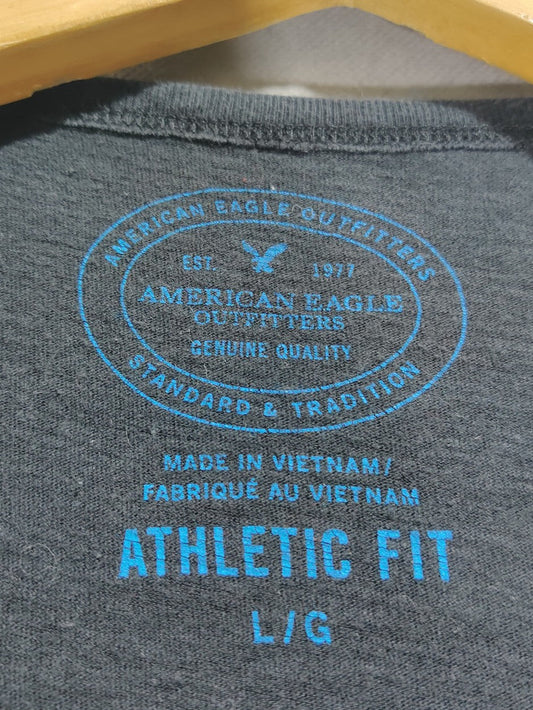 AMERICAN EAGLE OUTFITTERS
EST. 1977
AMERICAN EAGLE
OUTFITTERS
GENUINE QUALITY
STANDARD & TRADITION
MADE IN VIETNAM/
FABRIQUÉ AU VIETNAM
ATHLETIC FIT
L/G